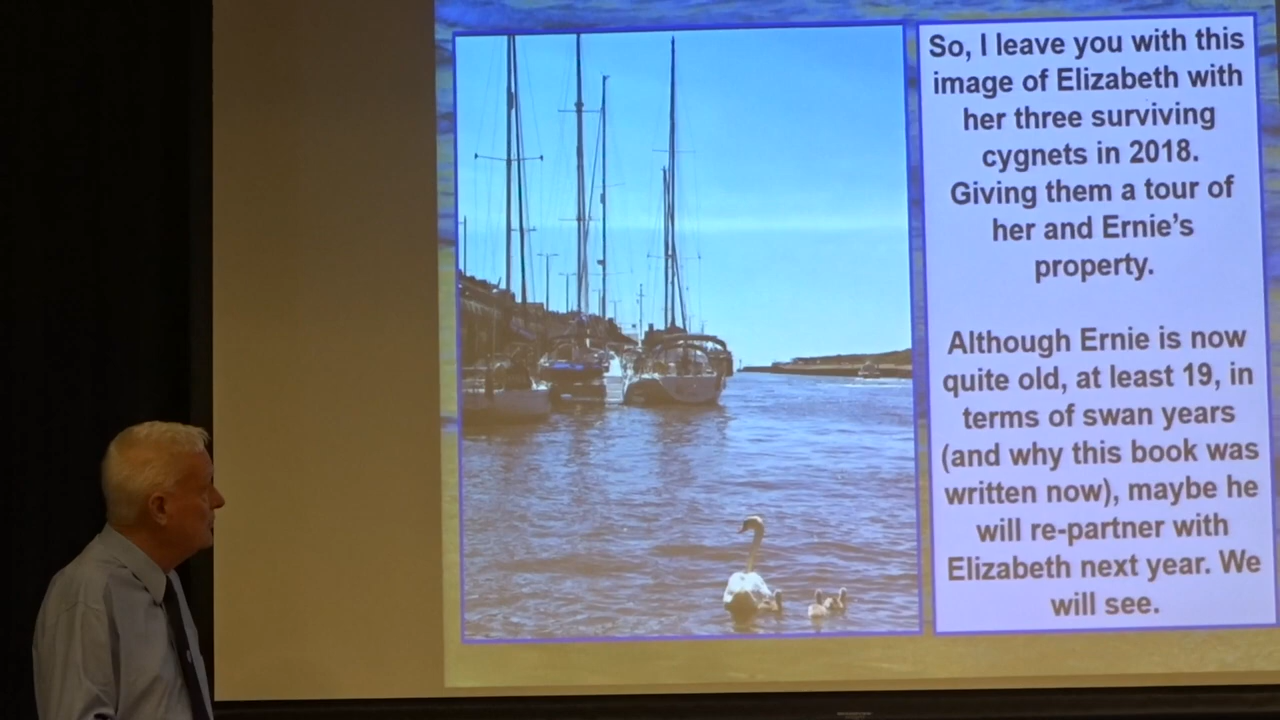 So, I leave you with this
image of Elizabeth with
her three surviving
cygnets in 2018.
Giving them a tour of
her and Ernie's
property.
Although Ernie is now
quite old, at least 19, in
terms of swan years
(and why this book was
written now), maybe he
will re-partner with
Elizabeth next year. We
will see.